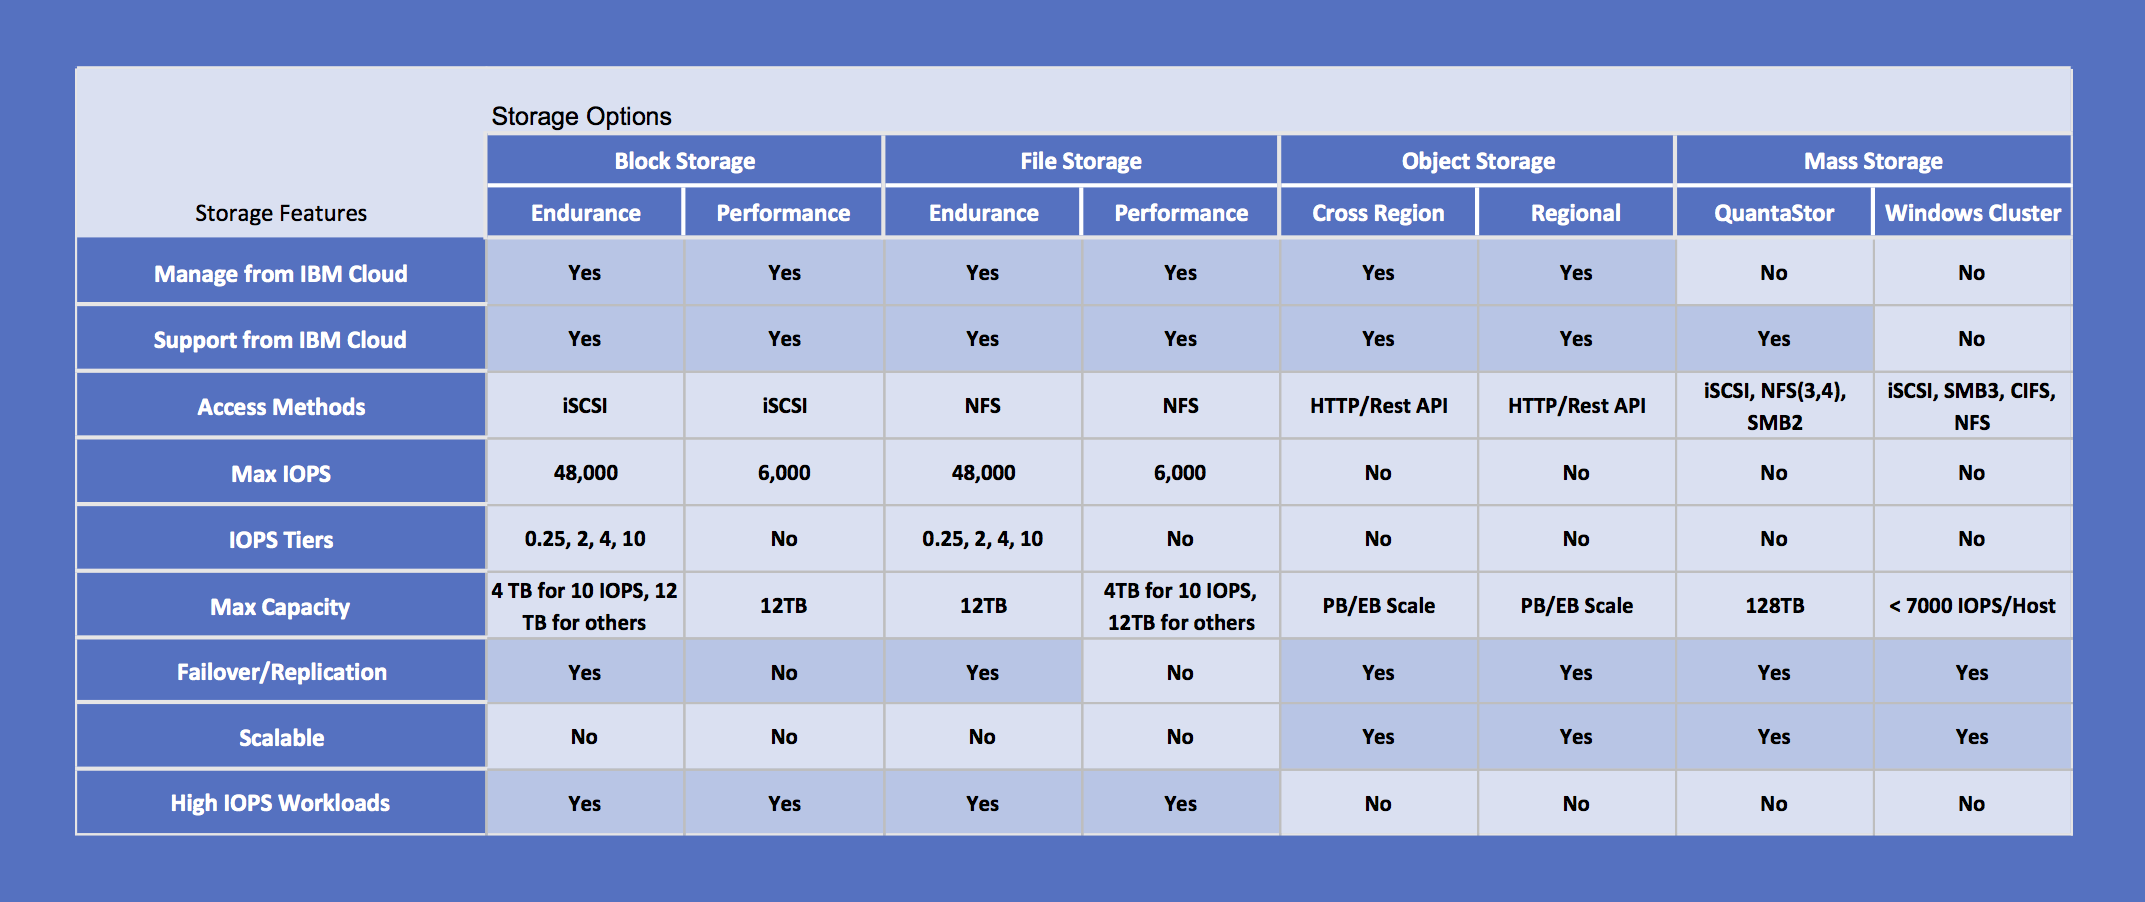 Storage Options
Block Storage File Storage Object Storage Mass Storage
Storage Features Endurance Performance Endurance Performance Cross Region Regional QuantaStor Windows Cluster
Manage from IBM Cloud Yes Yes Yes Yes Yes Yes No No
Support from IBM Cloud Yes Yes Yes Yes Yes Yes Yes No
Access Methods iSCSI iSCSI NFS NFS HTTP/Rest API HTTP/Rest API iSCSI, NFS(3,4), SMB2 iSCSI, SMB3, CIFS, NFS
Max IOPS 48,000 6,000 48,000 6,000 No No No No
IOPS Tiers 0.25, 2, 4, 10 No 0.25, 2, 4, 10 No No No No No
Max Capacity 4 TB for 10 IOPS, 12 TB for others 12TB 12TB 4TB for 10 IOPS, 12TB for others PB/EB Scale PB/EB Scale 128TB < 7000 IOPS/Host
Failover/Replication Yes No Yes No Yes Yes Yes Yes
Scalable No No No No Yes Yes Yes Yes
High IOPS Workloads Yes Yes Yes Yes No No No No